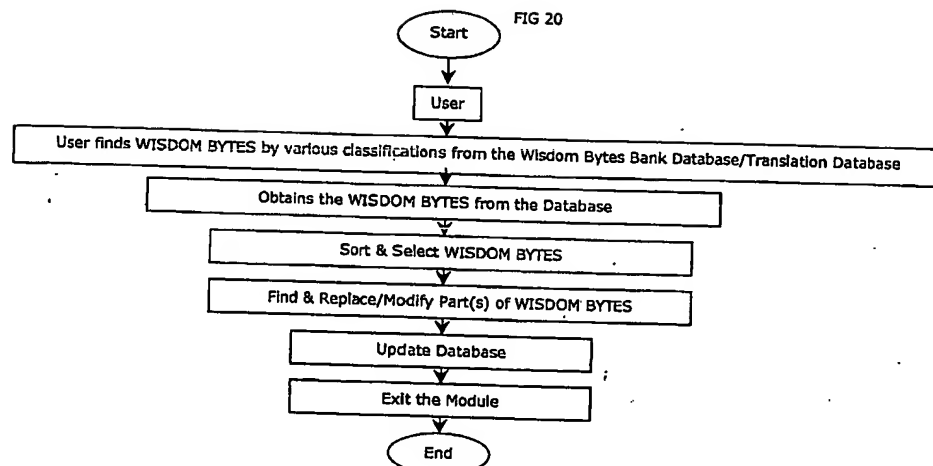 FIG 20
Start
User
User finds WISDOM BYTES by various classifications from the Wisdom Bytes Bank Database/Translation Database
Obtains the WISDOM BYTES from the Database
Sort & Select WISDOM BYTES
Find & Replace/Modify Part(s) of WISDOM BYTES
Update Database
Exit the Module
End